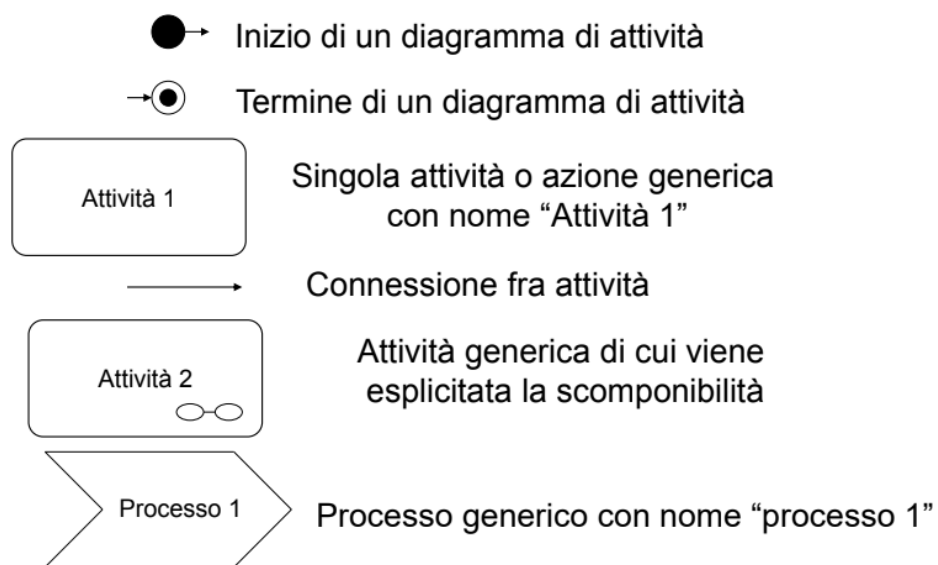 Inizio di un diagramma di attività
Termine di un diagramma di attività
Attività 1
Singola attività o azione generica
con nome “Attività 1”
Connessione fra attività
Attività 2
Attività generica di cui viene
esplicitata la scomponibilità
Processo 1
Processo generico con nome “processo 1”